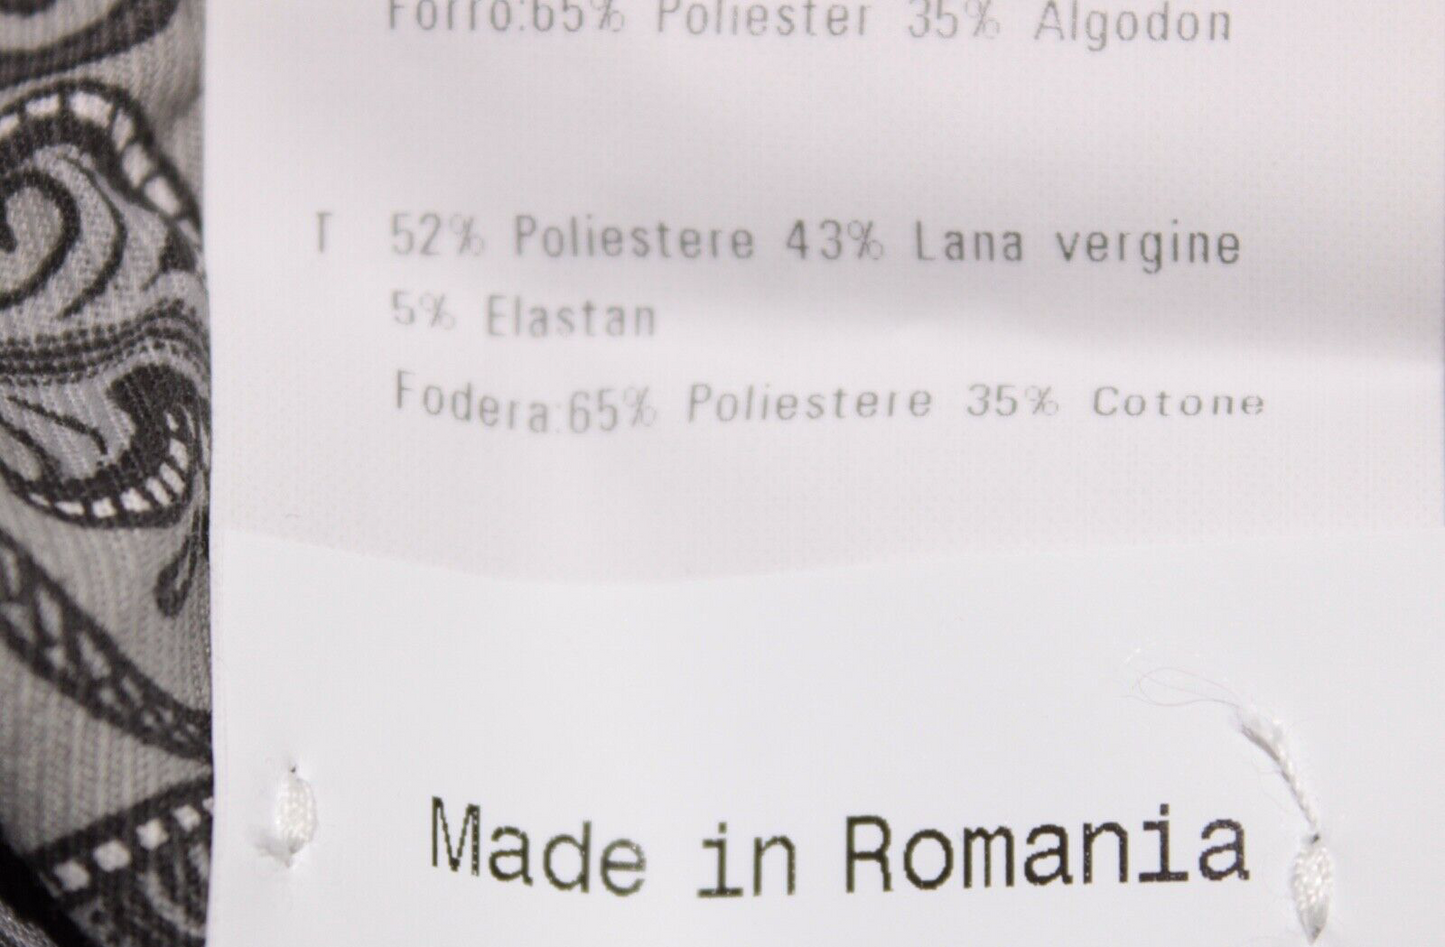 Forro:65% Poliester 35% Algodon
T 52% Poliestere 43% Lana vergine
5% Elastan
Fodera:65% Poliestere 35% Cotone
Made in Romania